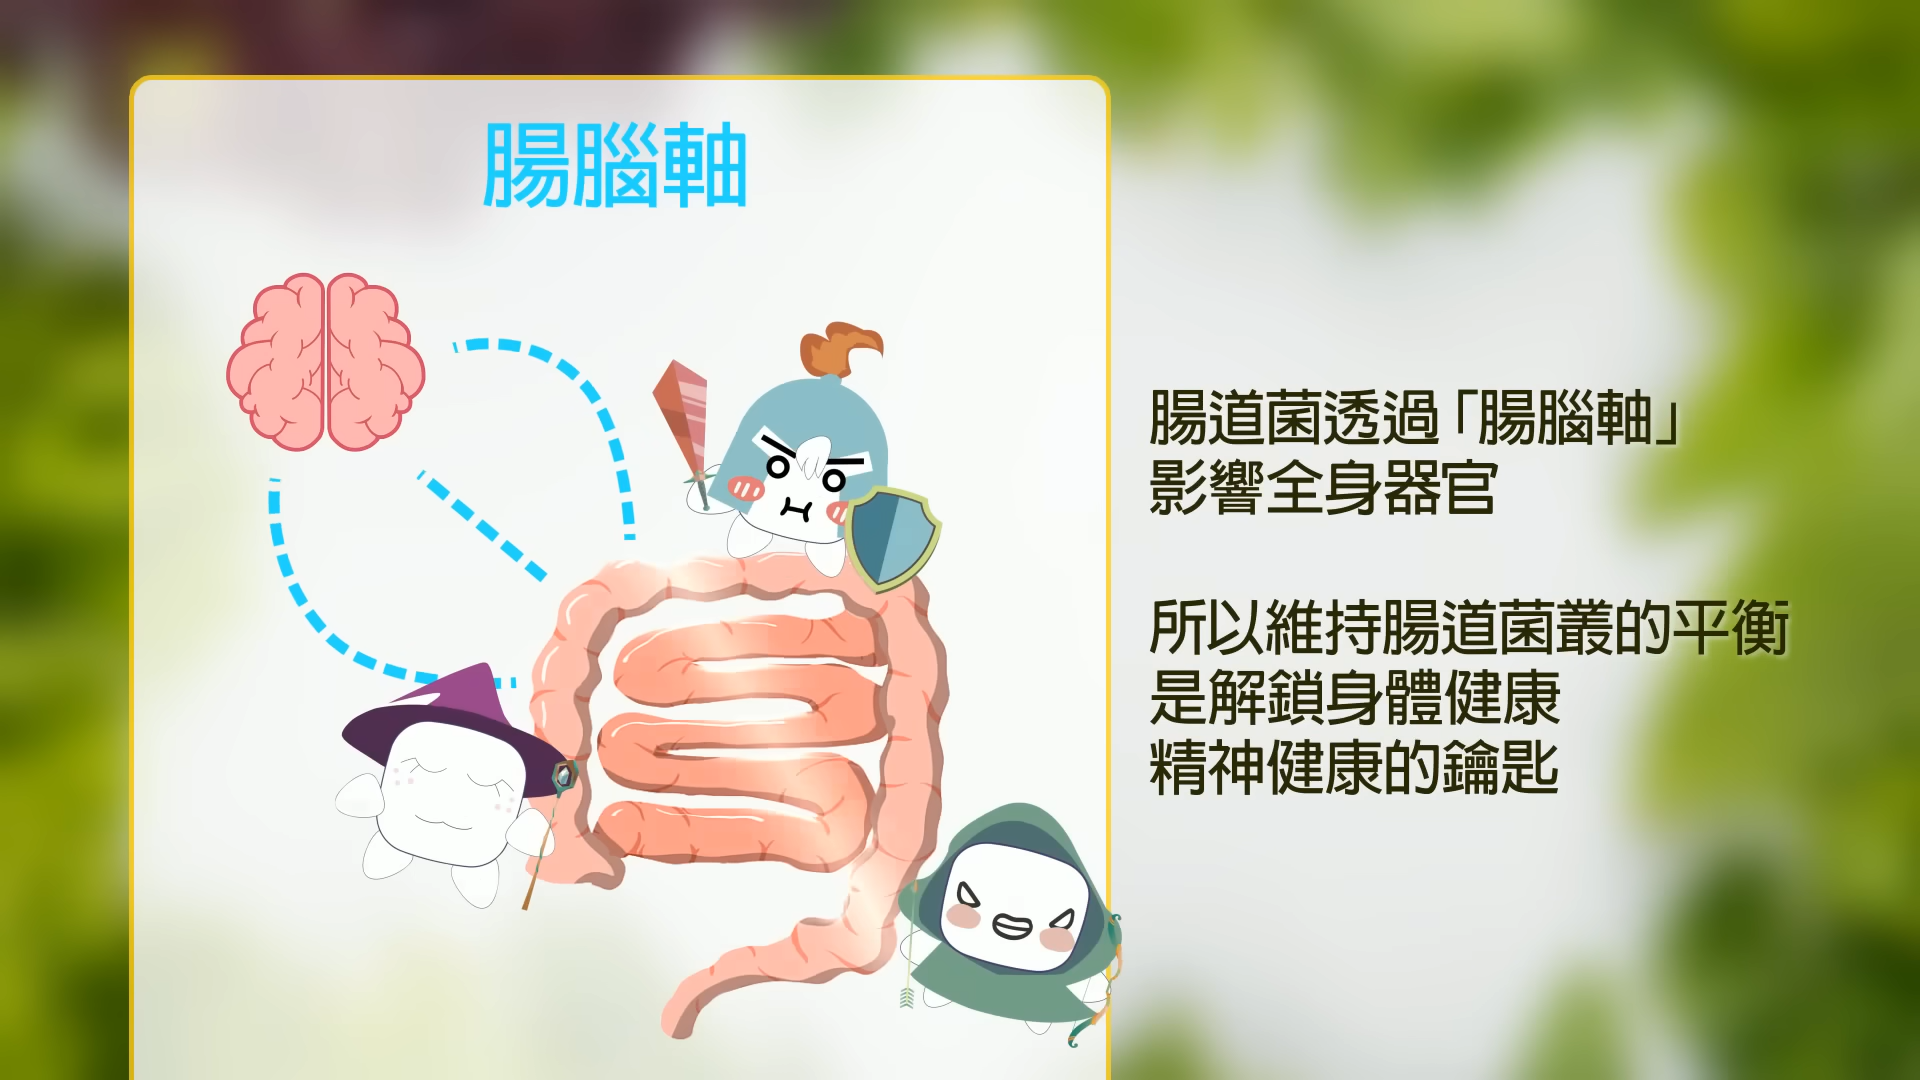 腸腦軸
腸道菌透過「腸腦軸」
影響全身器官
所以維持腸道菌叢的平衡
是解鎖身體健康
精神健康的鑰匙